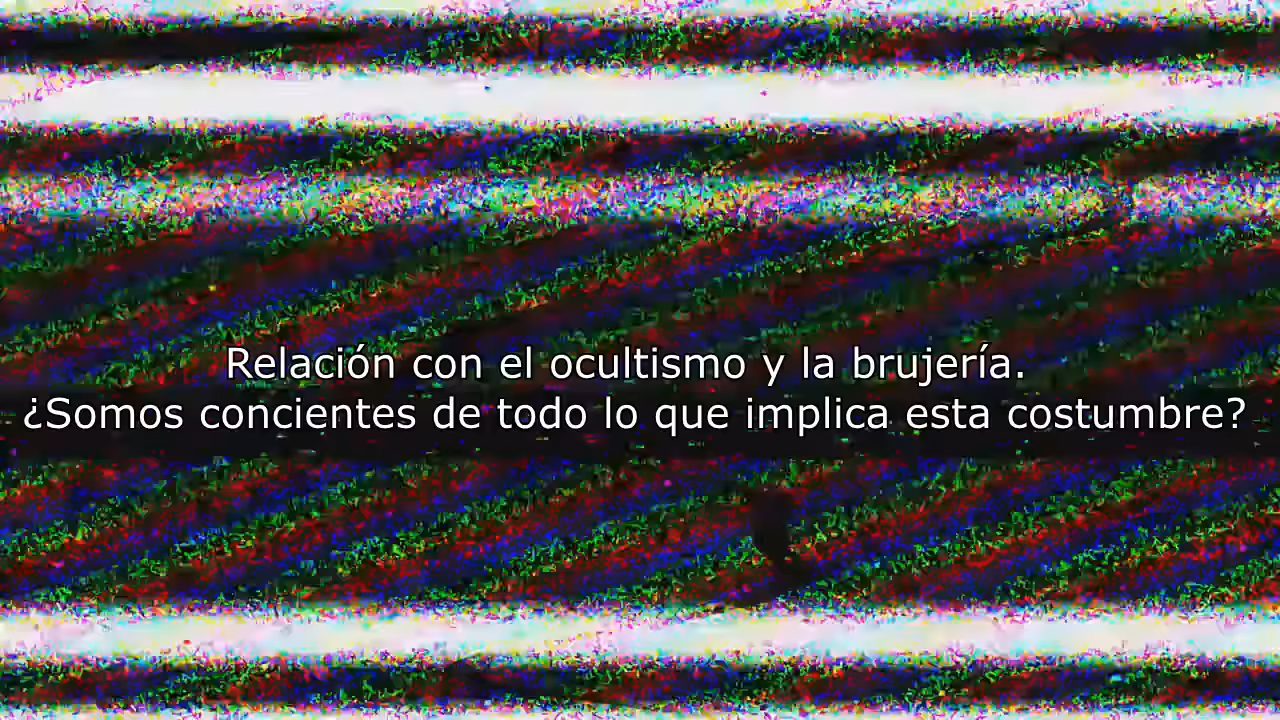 Relación con el ocultismo y la brujería.
¿Somos concientes de todo lo que implica esta costumbre?